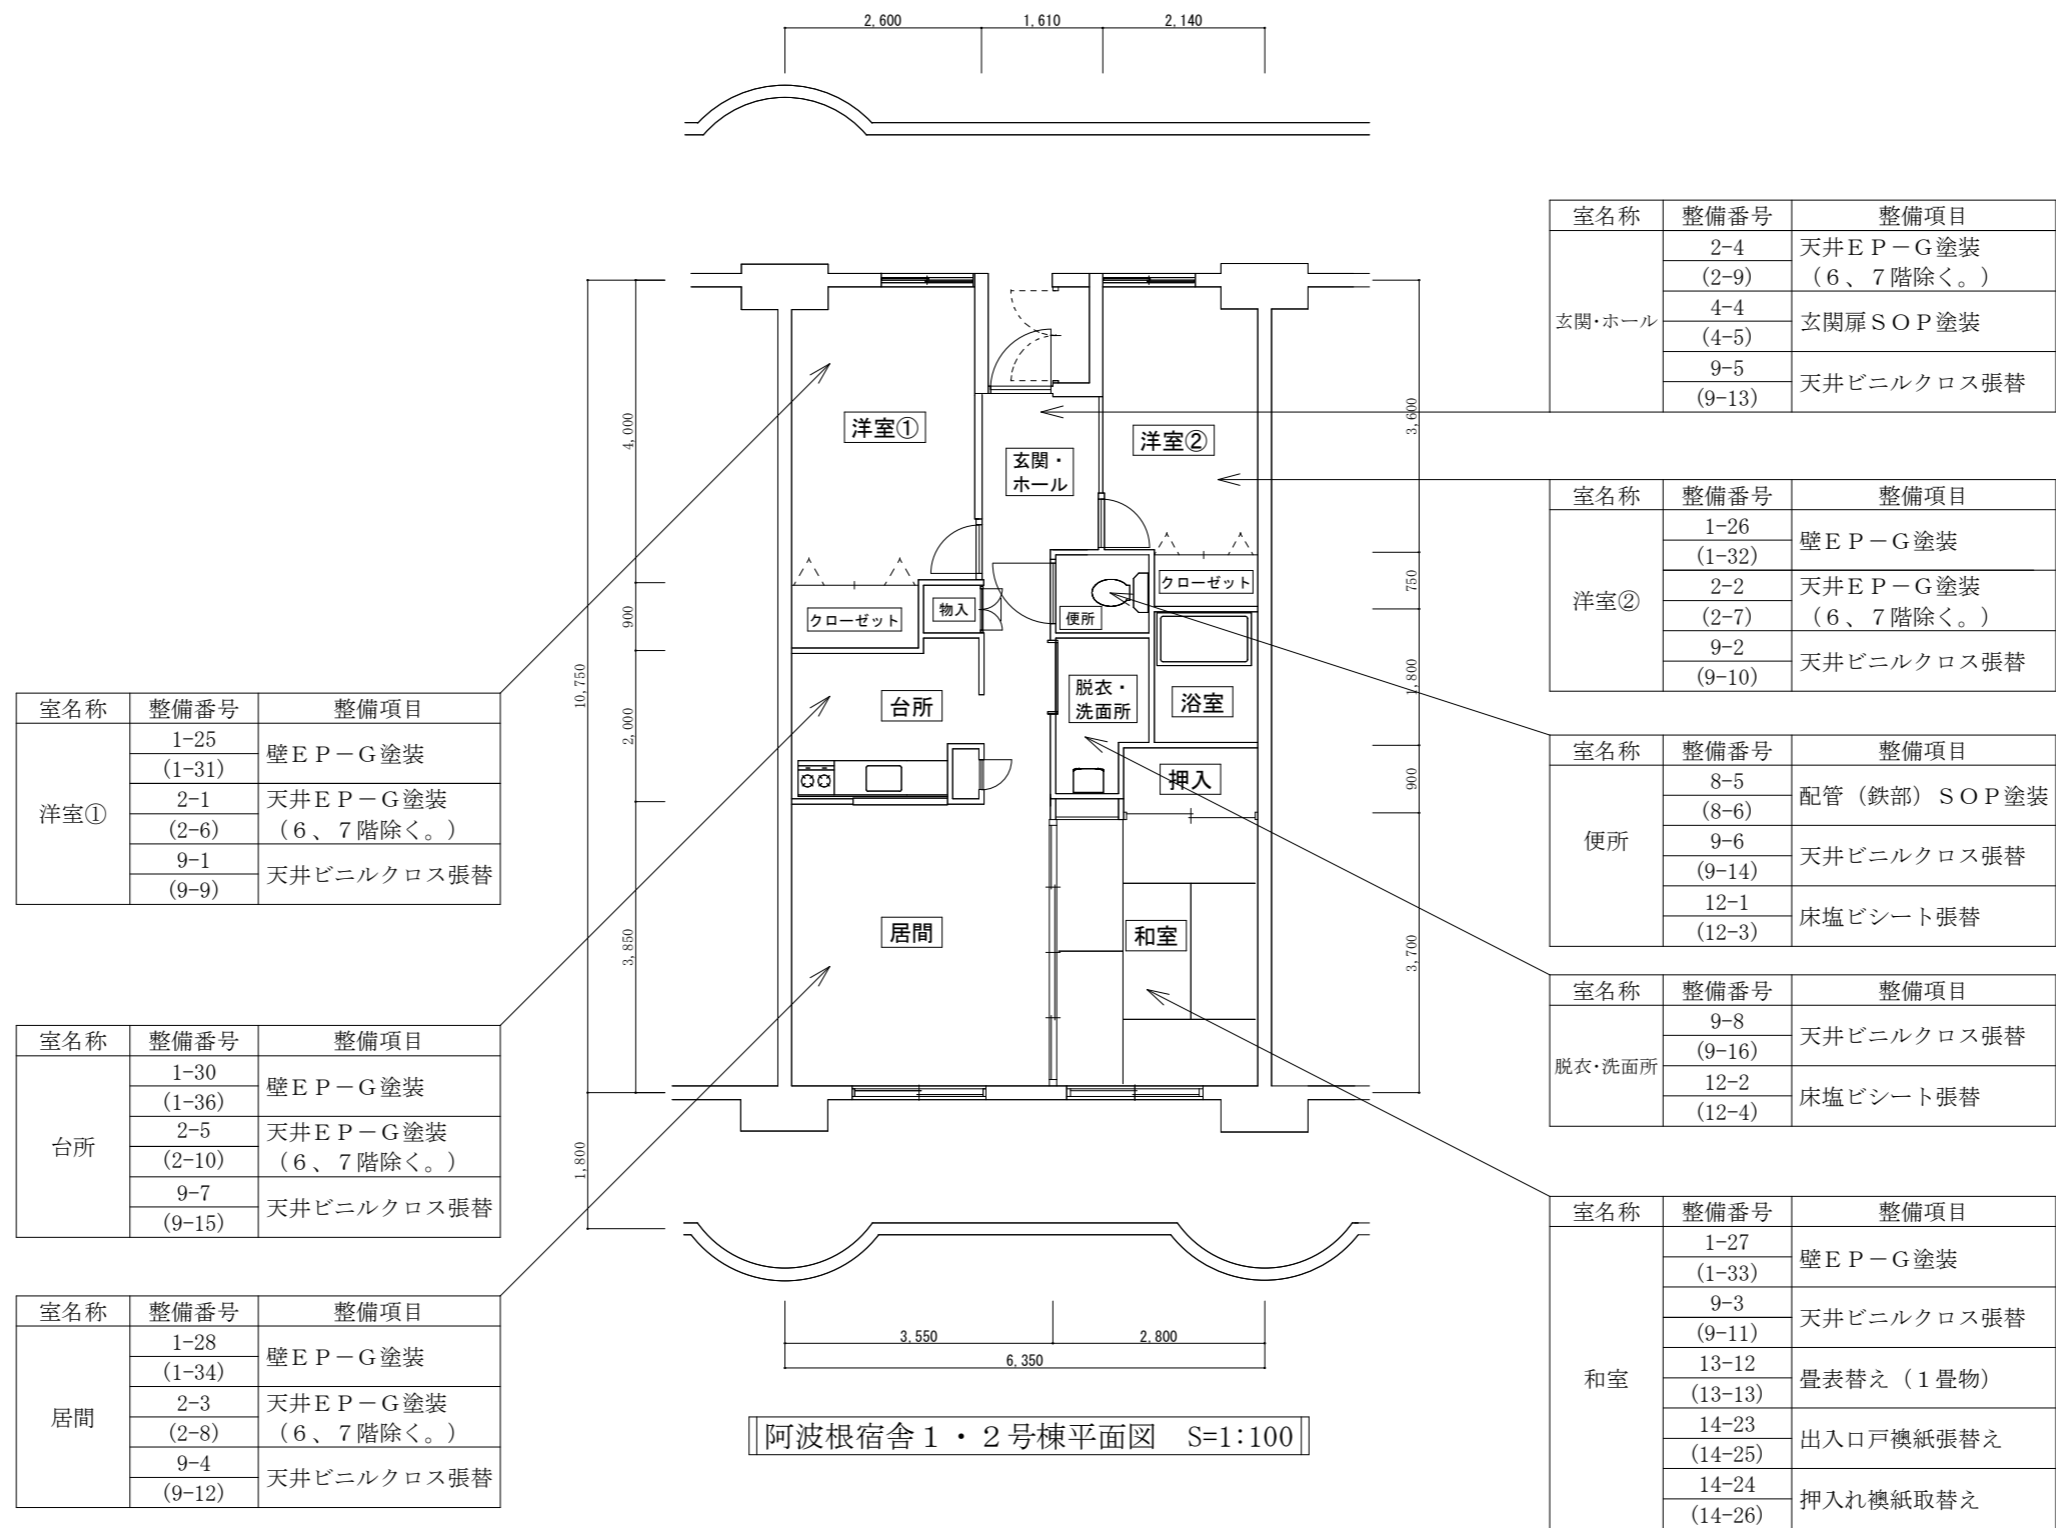 2,600 1,610 2,140
室名称 整備番号 整備項目
玄関・ホール
2-4 天井ＥＰ－Ｇ塗装
(2-9) （６、７階除く。）
4-4
(4-5)
玄関扉ＳＯＰ塗装
9-5
(9-13)
天井ビニルクロス張替
室名称 整備番号 整備項目
洋室②
1-26
(1-32)
壁ＥＰ－Ｇ塗装
2-2 天井ＥＰ－Ｇ塗装
(2-7) （６、７階除く。）
9-2
(9-10)
天井ビニルクロス張替
室名称 整備番号 整備項目
便所
8-5
(8-6)
配管（鉄部）ＳＯＰ塗装
9-6
(9-14)
天井ビニルクロス張替
12-1
(12-3)
床塩ビシート張替
室名称 整備番号 整備項目
脱衣・洗面所
9-8
(9-16)
天井ビニルクロス張替
12-2
(12-4)
床塩ビシート張替
室名称 整備番号 整備項目
和室
1-27
(1-33)
壁ＥＰ－Ｇ塗装
9-3
(9-11)
天井ビニルクロス張替
13-12
(13-13)
畳表替え（１畳物）
14-23
(14-25)
出入口戸襖紙張替え
14-24
(14-26)
押入れ襖紙取替え
室名称 整備番号 整備項目
洋室①
1-25
(1-31)
壁ＥＰ－Ｇ塗装
2-1 天井ＥＰ－Ｇ塗装
(2-6) （６、７階除く。）
9-1
(9-9)
天井ビニルクロス張替
室名称 整備番号 整備項目
台所
1-30
(1-36)
壁ＥＰ－Ｇ塗装
2-5 天井ＥＰ－Ｇ塗装
(2-10) （６、７階除く。）
9-7
(9-15)
天井ビニルクロス張替
室名称 整備番号 整備項目
居間
1-28
(1-34)
壁ＥＰ－Ｇ塗装
2-3 天井ＥＰ－Ｇ塗装
(2-8) （６、７階除く。）
9-4
(9-12)
天井ビニルクロス張替
10,750
1,800
4,000
900
2,000
3,850
3,600
750
1,800
900
3,700
洋室①
玄関・
ホール
洋室②
クローゼット
物入
便所
クローゼット
台所
脱衣・
洗面所
浴室
押入
居間
和室
3,550 2,800
6,350
阿波根宿舎１・２号棟平面図 S=1:100